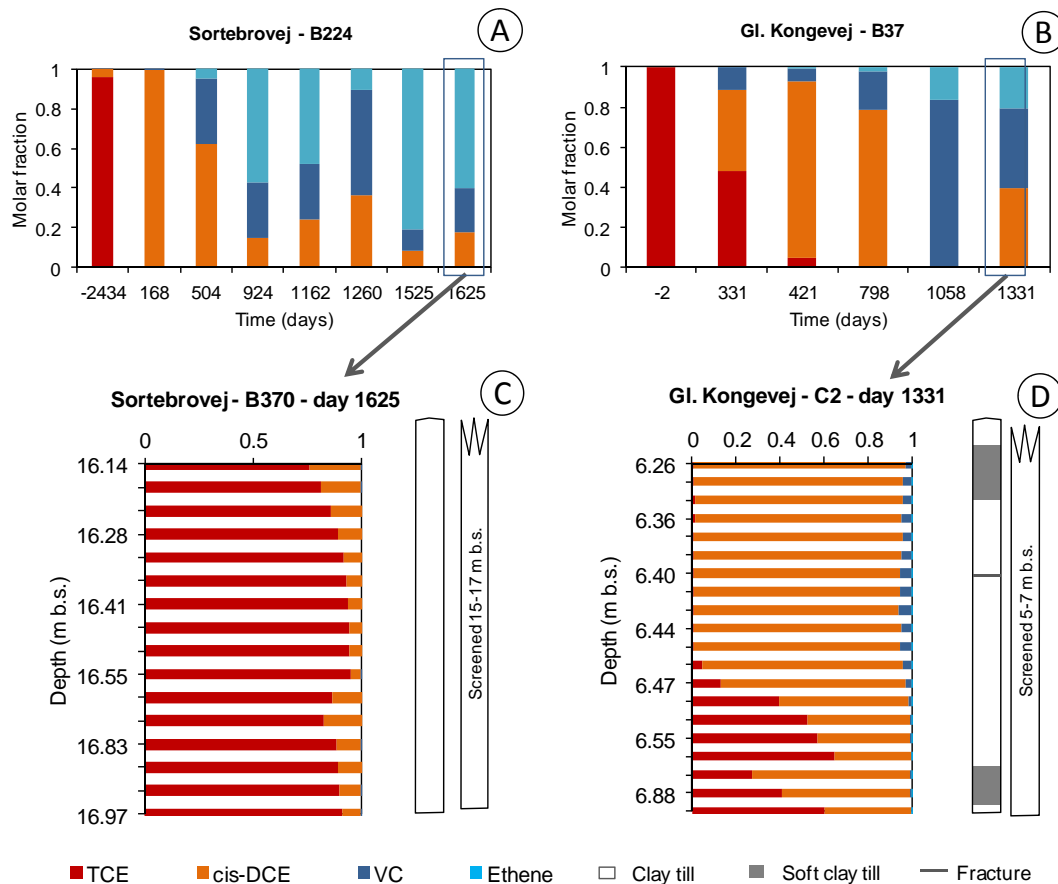 Sortebrovej - B224
A
Molar fraction
1
0.8
0.6
0.4
0.2
0
-2434 168 504 924 1162 1260 1525 1625
Time (days)
Gl. Kongevej - B37
B
Molar fraction
1
0.8
0.6
0.4
0.2
0
-2 331 421 798 1058 1331
Time (days)
Sortebrovej - B370 - day 1625
C
0 0.5 1
Depth (m b.s.)
16.14
16.28
16.41
16.55
16.83
16.97
Screened 15-17 m b.s.
Gl. Kongevej - C2 - day 1331
D
0 0.2 0.4 0.6 0.8 1
Depth (m b.s.)
6.26
6.36
6.40
6.44
6.47
6.55
6.88
Screened 5-7 m b.s.
TCE cis-DCE VC Ethene Clay till Soft clay till Fracture